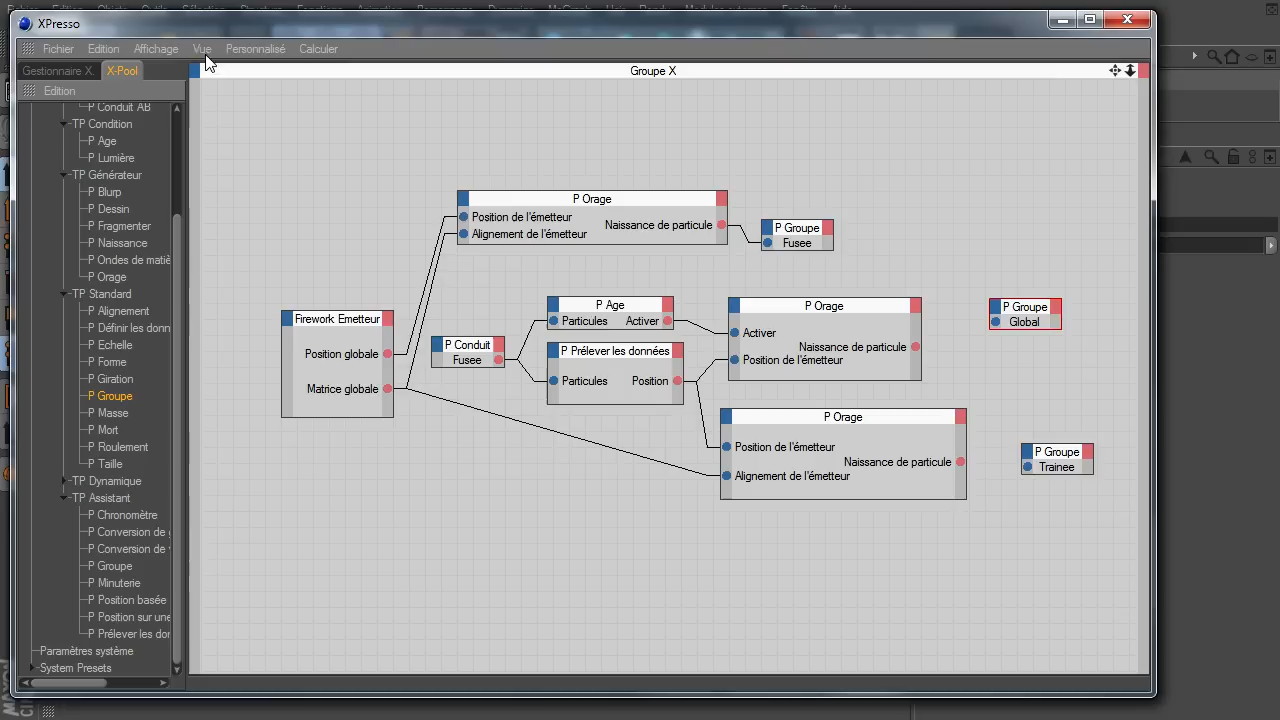 XPresso
Fichier Edition Affichage Vue Personnalisé Calculer
Gestionnaire X. X-Pool
Edition
P Conduit AB
TP Condition
P Age
P Lumière
TP Générateur
P Blurp
P Dessin
P Fragmenter
P Naissance
P Ondes de matiè
P Orage
TP Standard
P Alignement
P Définir les donn
P Echelle
P Forme
P Giration
P Groupe
P Masse
P Mort
P Roulement
P Taille
TP Dynamique
TP Assistant
P Chronomètre
P Conversion de
P Conversion de
P Groupe
P Minuterie
P Position basée
P Position sur une
P Prélever les don
Paramètres système
System Presets
Groupe X
P Orage
Position de l'émetteur
Naissance de particule
Alignement de l'émetteur
P Groupe
Fusee
Firework Emetteur
Position globale
Matrice globale
P Conduit
Fusee
P Age
Particules Activer
P Prélever les données
Particules Position
P Orage
Activer
Naissance de particule
Position de l'émetteur
P Groupe
Global
P Orage
Position de l'émetteur
Naissance de particule
Alignement de l'émetteur
P Groupe
Trainee